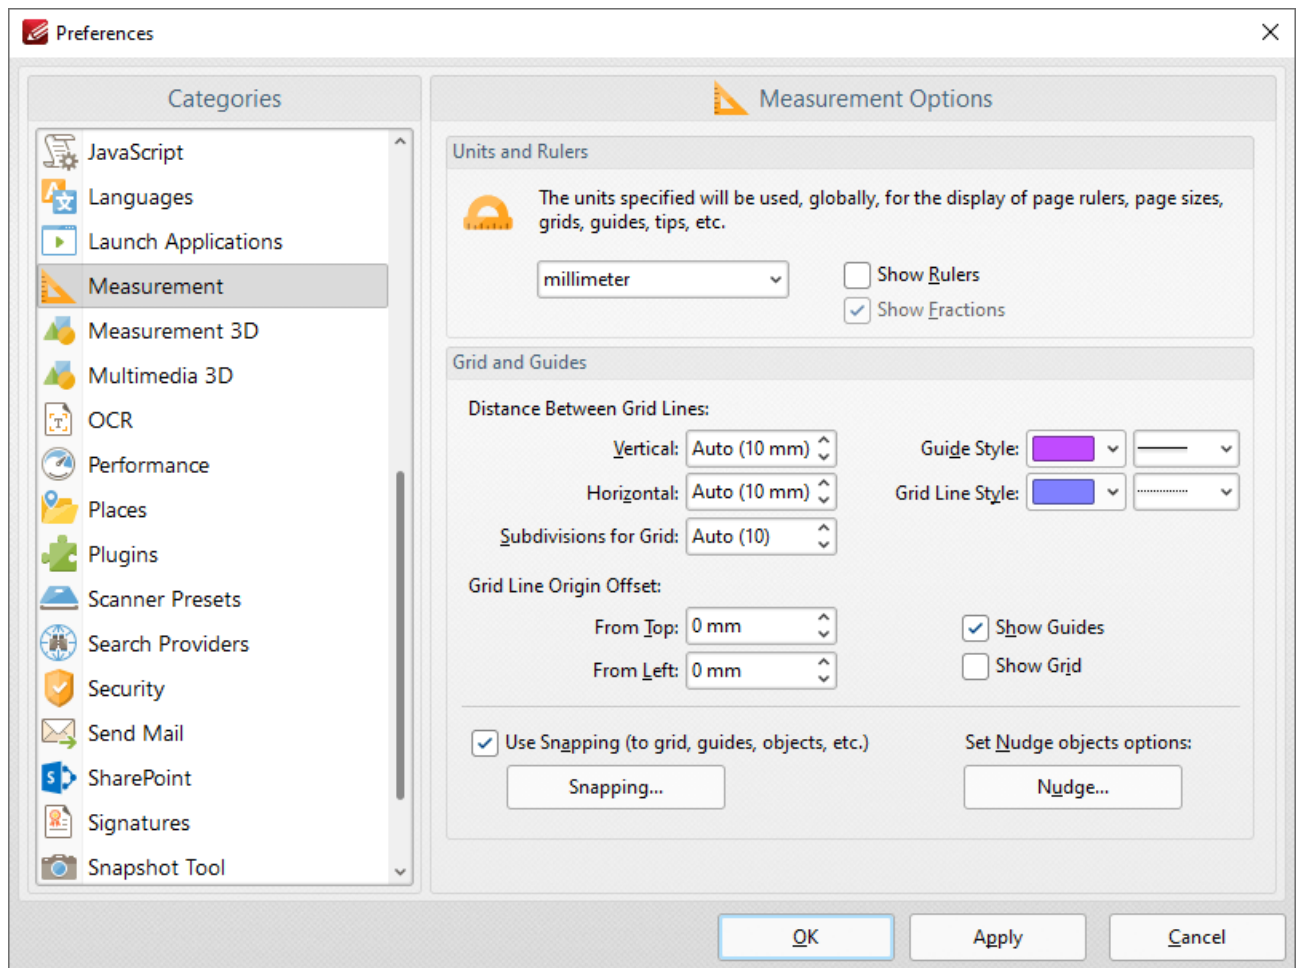 Preferences
Categories
JavaScript
Languages
Launch Applications
Measurement
Measurement 3D
Multimedia 3D
OCR
Performance
Places
Plugins
Scanner Presets
Search Providers
Security
Send Mail
SharePoint
Signatures
Snapshot Tool
Measurement Options
Units and Rulers
The units specified will be used, globally, for the display of page rulers, page sizes,
grids, guides, tips, etc.
millimeter
Show Rulers
Show Fractions
Grid and Guides
Distance Between Grid Lines:
Vertical: Auto (10 mm)
Guide Style:
Horizontal: Auto (10 mm)
Grid Line Style:
Subdivisions for Grid: Auto (10)
Grid Line Origin Offset:
From Top: 0 mm
Show Guides
From Left: 0 mm
Show Grid
Use Snapping (to grid, guides, objects, etc.)
Set Nudge objects options:
Snapping...
Nudge...
OK
Apply
Cancel